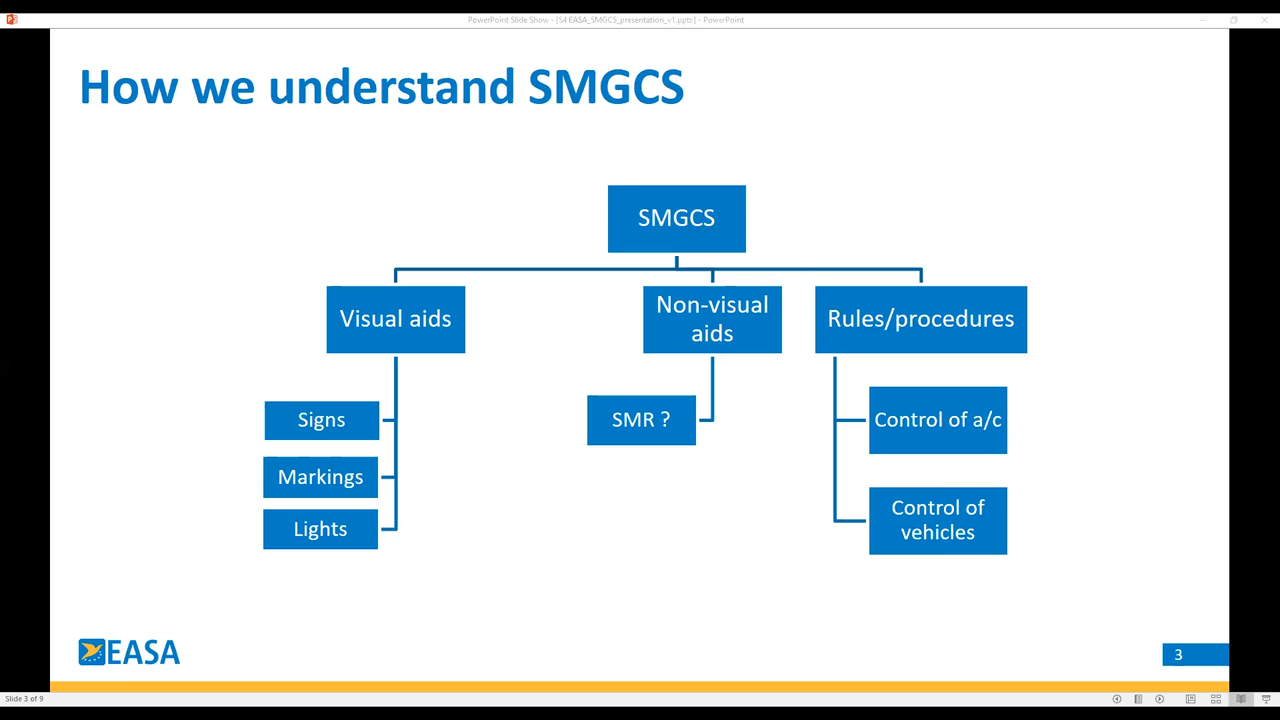 PowerPoint Slide Show - [S4 EASA_SMGCS_presentation_v1.pptx] - PowerPoint
How we understand SMGCS
SMGCS
Visual aids
Non-visual
aids
Rules/procedures
Signs
Markings
Lights
SMR ?
Control of a/c
Control of
vehicles
EASA
3
Slide 3 of 9